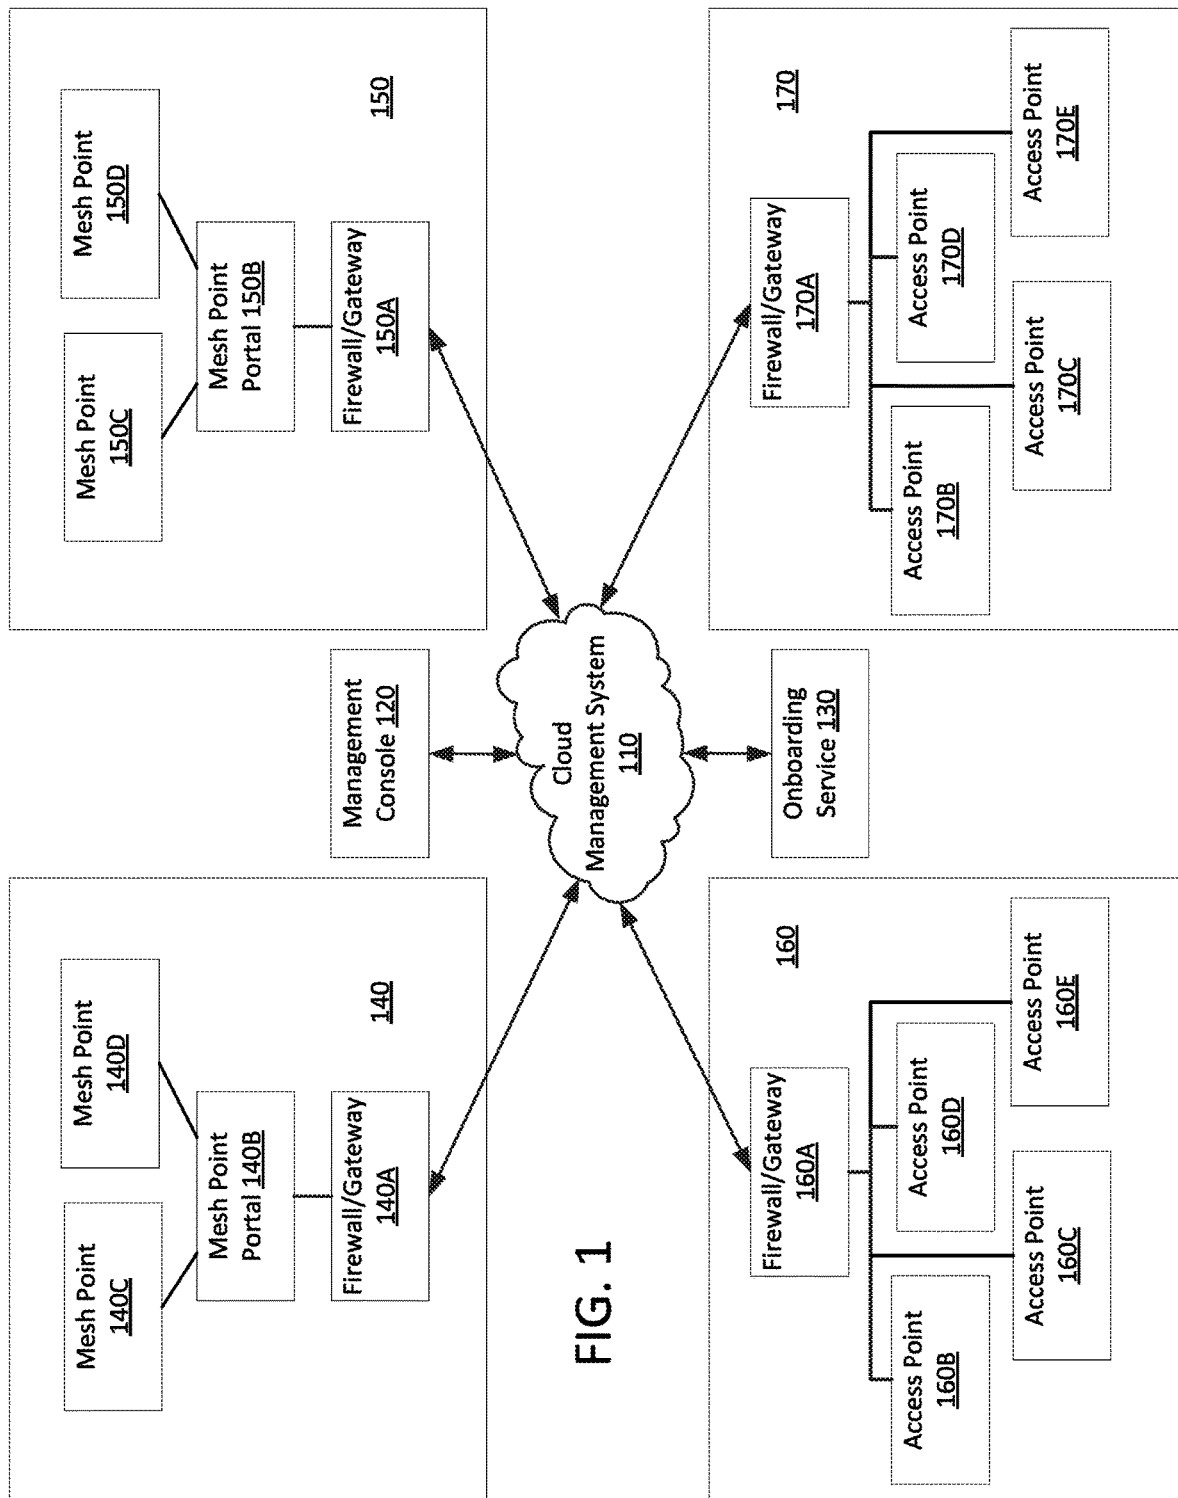 Mesh Point
140C
Mesh Point
140D
Mesh Point
Portal 140B
Firewall/Gateway
140A
140
Mesh Point
150C
Mesh Point
150D
Mesh Point
Portal 150B
Firewall/Gateway
150A
150
Management
Console 120
Cloud
Management System
110
Onboarding
Service 130
FIG. 1
160
Firewall/Gateway
160A
Access Point
160B
Access Point
160D
Access Point
160C
Access Point
160E
170
Firewall/Gateway
170A
Access Point
170B
Access Point
170D
Access Point
170C
Access Point
170E